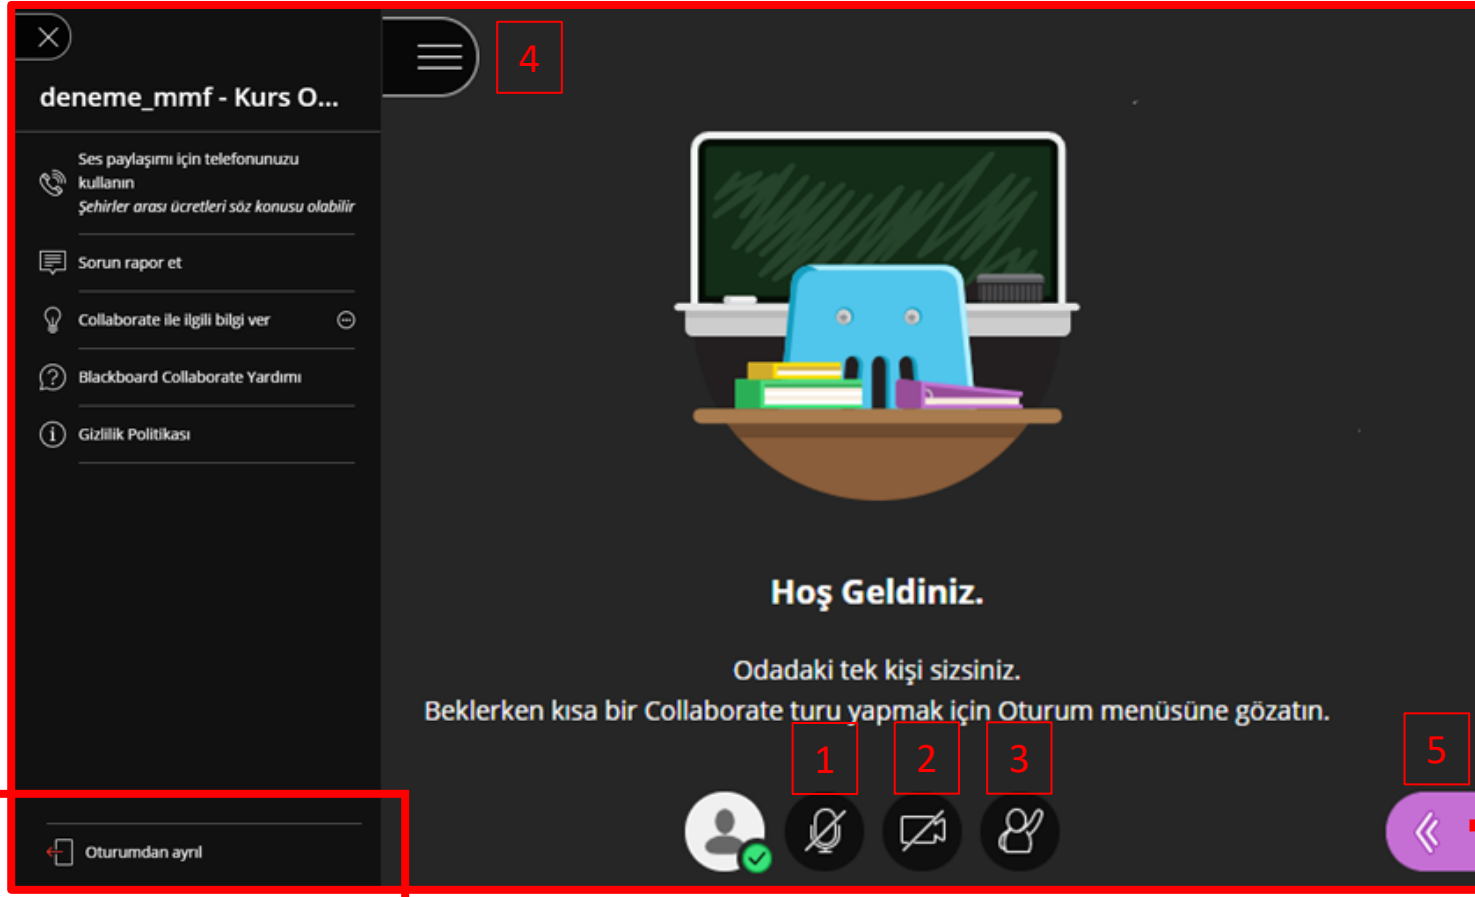 deneme_mmf - Kurs O...
Ses paylaşımı için telefonunuzu
kullanın
Şehirler arası ücretleri söz konusu olabilir
Sorun rapor et
Collaborate ile ilgili bilgi ver
Blackboard Collaborate Yardımı
Gizlilik Politikası
Oturumdan ayrıl
4
Hoş Geldiniz.
Odadaki tek kişi sizsiniz.
Beklerken kısa bir Collaborate turu yapmak için Oturum menüsüne gözatın.
1
2
3
5